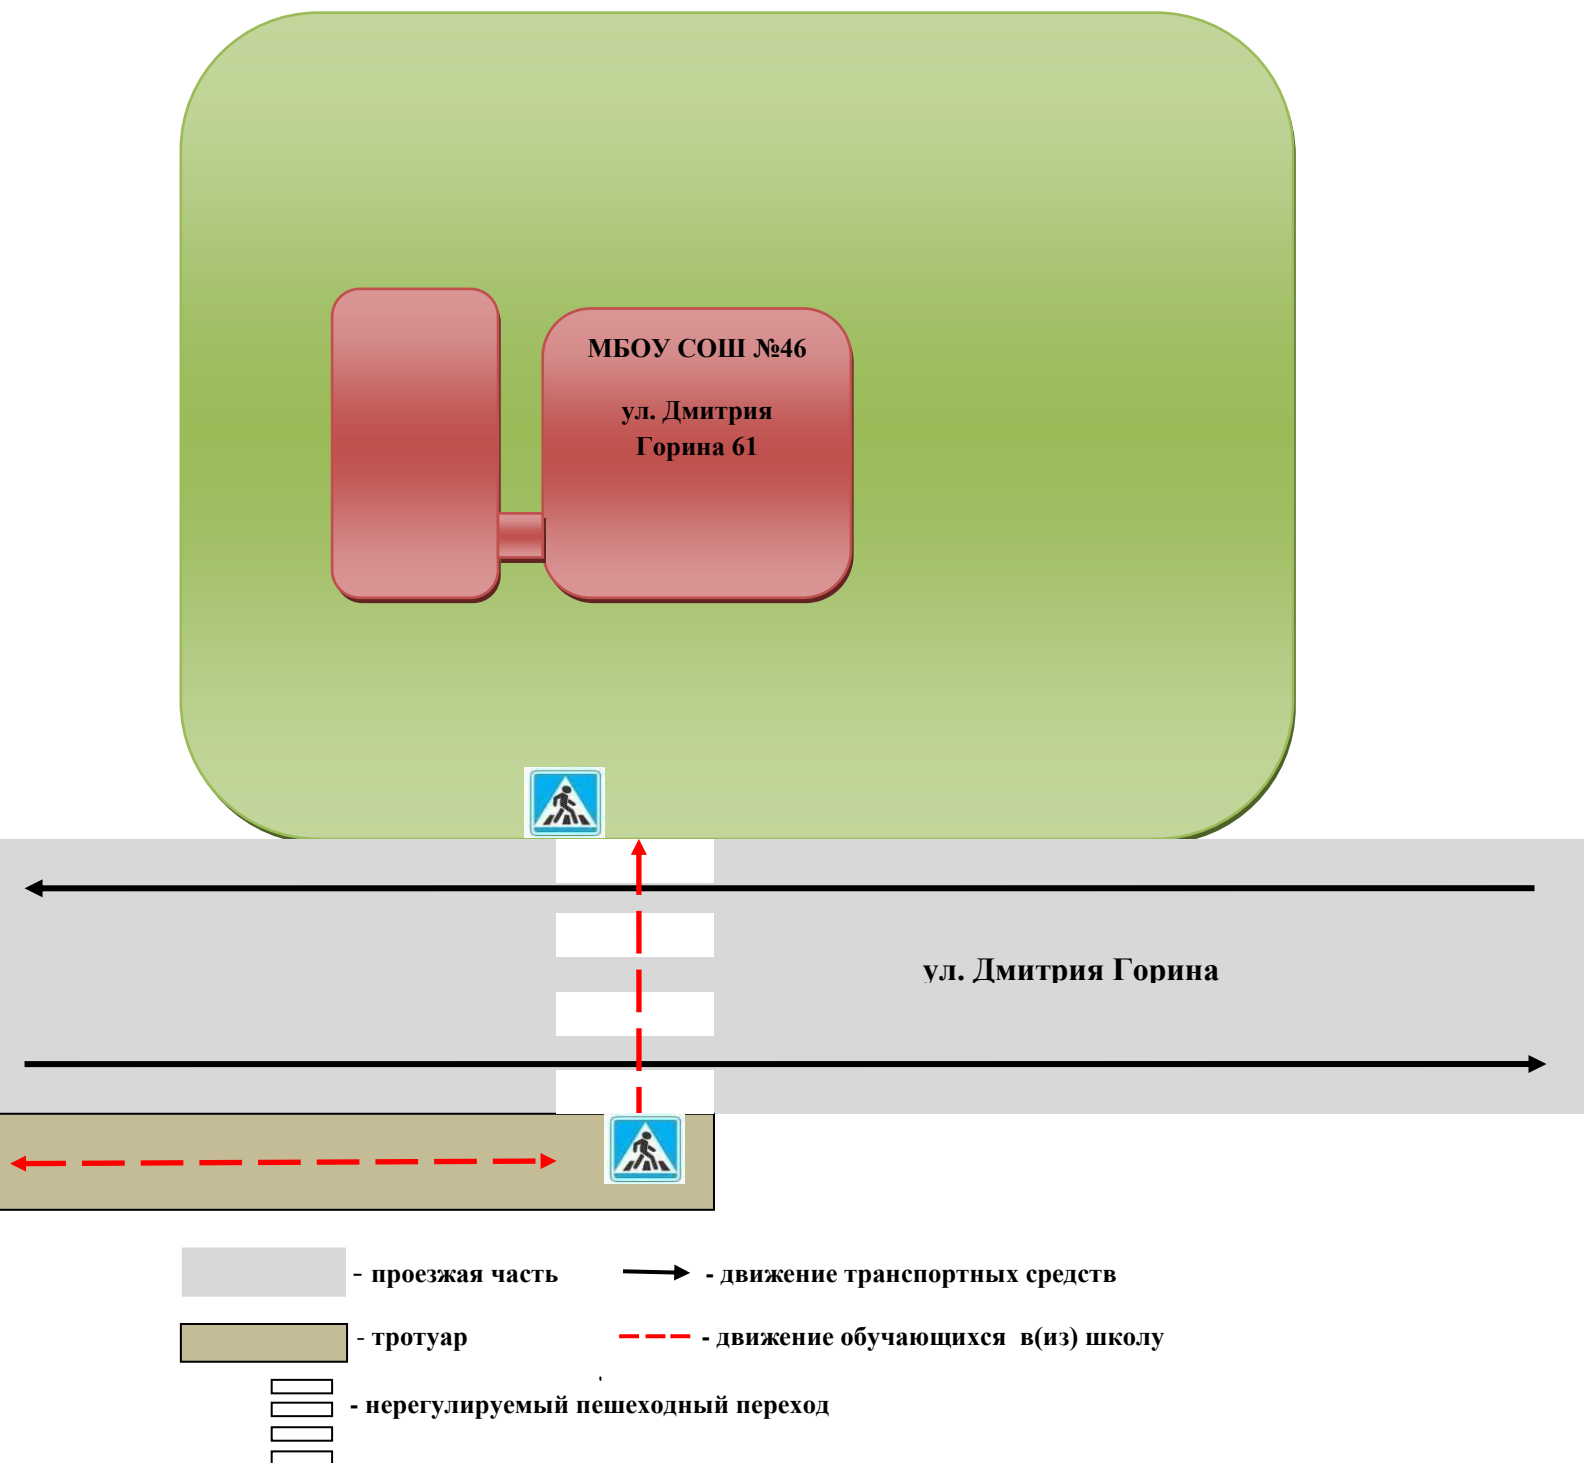 МБОУ СОШ №46
ул. Дмитрия
Горина 61
ул. Дмитрия Горина
- проезжая часть
- движение транспортных средств
- тротуар
- движение обучающихся в(из) школу
- нерегулируемый пешеходный переход